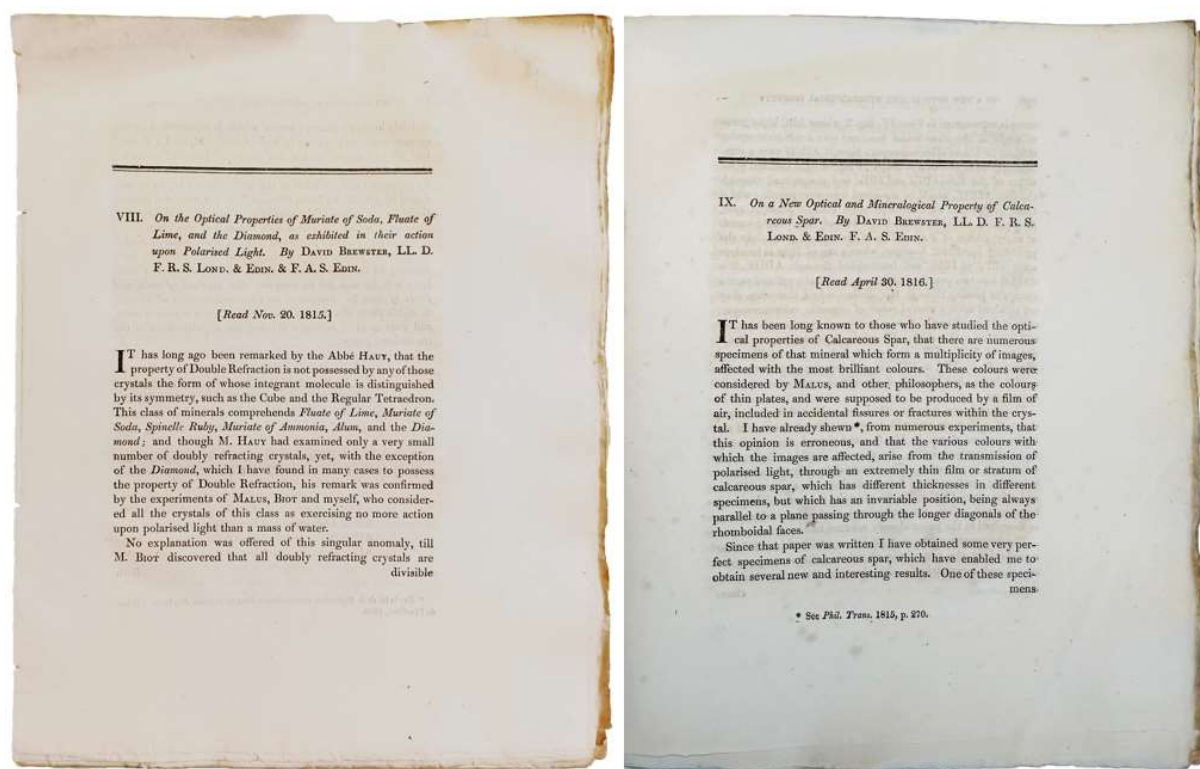 VIII. On the Optical Properties of Muriate of Soda, Fluate of
Lime, and the Diamond, as exhibited in their action
upon Polarised Light. By DAVID BREWSTER, LL. D.
F. R. S. LOND. & EDIN. & F. A. S. EDIN.
[Read Nov. 20. 1815.]
IT has long ago been remarked by the Abbé HAUY, that the
property of Double Refraction is not possessed by any of those
crystals the form of whose integrant molecule is distinguished
by its symmetry, such as the Cube and the Regular Tetraedron.
This class of minerals comprehends Fluate of Lime, Muriate of
Soda, Spinelle Ruby, Muriate of Ammonia, Alum, and the Dia-
mond; and though M. HAUY had examined only a very small
number of doubly refracting crystals, yet, with the exception
of the Diamond, which I have found in many cases to possess
the property of Double Refraction, his remark was confirmed
by the experiments of MALUS, BIOT and myself, who consider-
ed all the crystals of this class as exercising no more action
upon polarised light than a mass of water.
No explanation was offered of this singular anomaly, till
M. BIOT discovered that all doubly refracting crystals are
divisible
IX. On a New Optical and Mineralogical Property of Calca-
reous Spar. By DAVID BREWSTER, LL. D. F. R. S.
LOND. & EDIN. F. A. S. EDIN.
[Read April 30. 1816.]
IT has been long known to those who have studied the opti-
cal properties of Calcareous Spar, that there are numerous
specimens of that mineral which form a multiplicity of images,
affected with the most brilliant colours. These colours were
considered by MALUS, and other philosophers, as the colours
of thin plates, and were supposed to be produced by a film of
air, included in accidental fissures or fractures within the crys-
tal. I have already shewn *, from numerous experiments, that
this opinion is erroneous, and that the various colours with
which the images are affected, arise from the transmission of
polarised light, through an extremely thin film or stratum of
calcareous spar, which has different thicknesses in different
specimens, but which has an invariable position, being always
parallel to a plane passing through the longer diagonals of the
rhomboidal faces.
Since that paper was written I have obtained some very per-
fect specimens of calcareous spar, which have enabled me to
obtain several new and interesting results. One of these speci-
mens
* See Phil. Trans. 1815, p. 270.